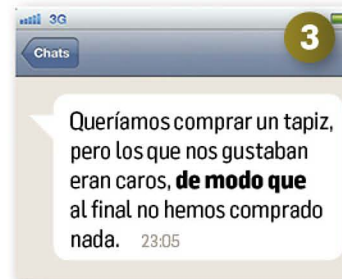 3G
3
Chats
Queríamos comprar un tapiz,
pero los que nos gustaban
eran caros, de modo que
al final no hemos comprado
nada. 23:05